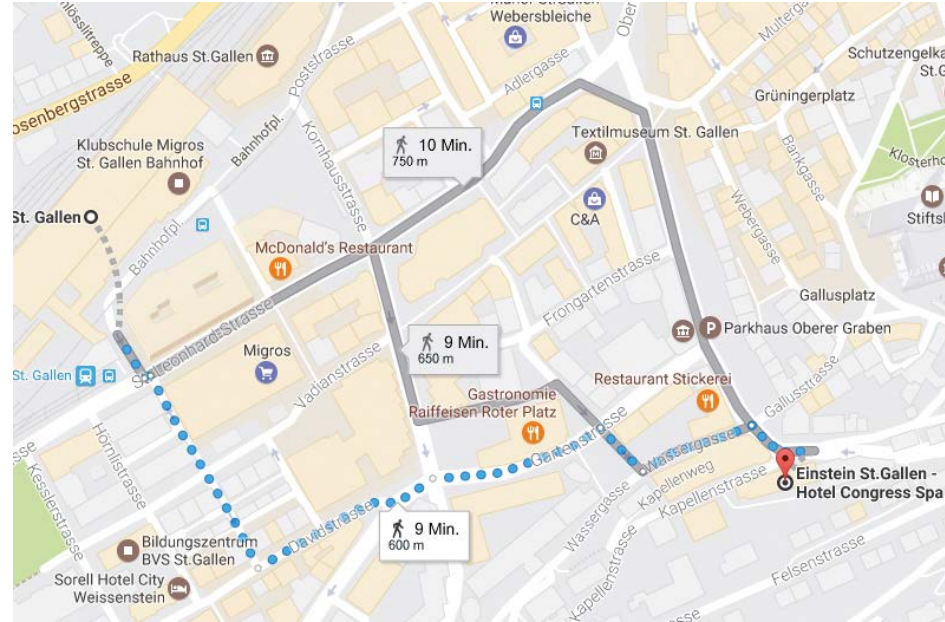 Webersbleiche
Rathaus St.Gallen
Poststrasse
Adlergasse
Ober
Multergasse
Schutzengelka
St.G
osenbergstrasse
Grüningerplatz
Klubschule Migros
St. Gallen Bahnhof
Bahnhofpl.
Kornhausstrasse
10 Min.
750 m
Textilmuseum St. Gallen
Bankgasse
Klosterho
C&A
Webergasse
Stiftsl
St. Gallen
Bahnhofpl.
McDonald's Restaurant
Frongartenstrasse
Gallusplatz
St. Leonhard-Strasse
9 Min.
650 m
P
Parkhaus Oberer Graben
Migros
St. Gallen
Vadianstrasse
Restaurant Stickerei
Gastronomie
Raiffeisen Roter Platz
Gallusstrasse
Hörnlistrasse
Kesslerstrasse
Gartenstrasse
Wassergasse
Kapellenweg
Kapellenstrasse
Einstein St.Gallen -
Hotel Congress Spa
Davidstrasse
9 Min.
600 m
Wassergasse
Bildungszentrum
BVS St.Gallen
Felsenstrasse
Sorell Hotel City
Weissenstein
Kapellenstrasse